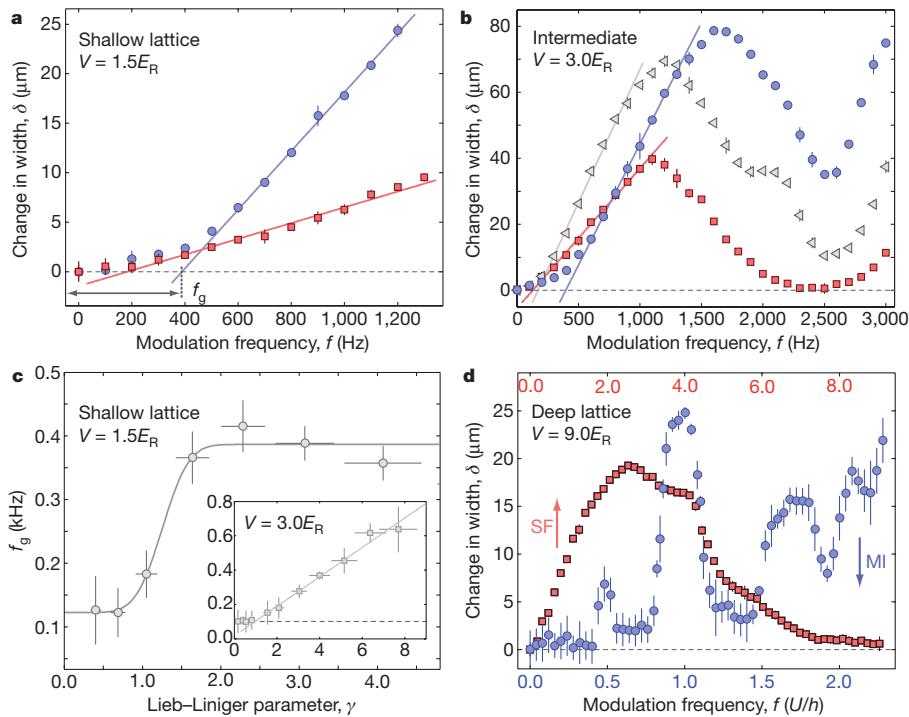 a
Shallow lattice
V = 1.5E_R
Change in width, δ (μm)
25
20
15
10
5
0
f_g
0 200 400 600 800 1,000 1,200 1,400
Modulation frequency, f (Hz)
b
Intermediate
V = 3.0E_R
Change in width, δ (μm)
80
60
40
20
0
0 500 1,000 1,500 2,000 2,500 3,000
Modulation frequency, f (Hz)
c
Shallow lattice
V = 1.5E_R
f_g (kHz)
0.5
0.4
0.3
0.2
0.1
0.0 1.0 2.0 3.0 4.0
Lieb–Liniger parameter, γ
V = 3.0E_R
0.8
0.6
0.4
0.2
0.0
0 2 4 6 8
d
0.0 2.0 4.0 6.0 8.0
Deep lattice
V = 9.0E_R
Change in width, δ (μm)
25
20
15
10
5
0
SF
MI
0.0 0.5 1.0 1.5 2.0
Modulation frequency, f (U/h)